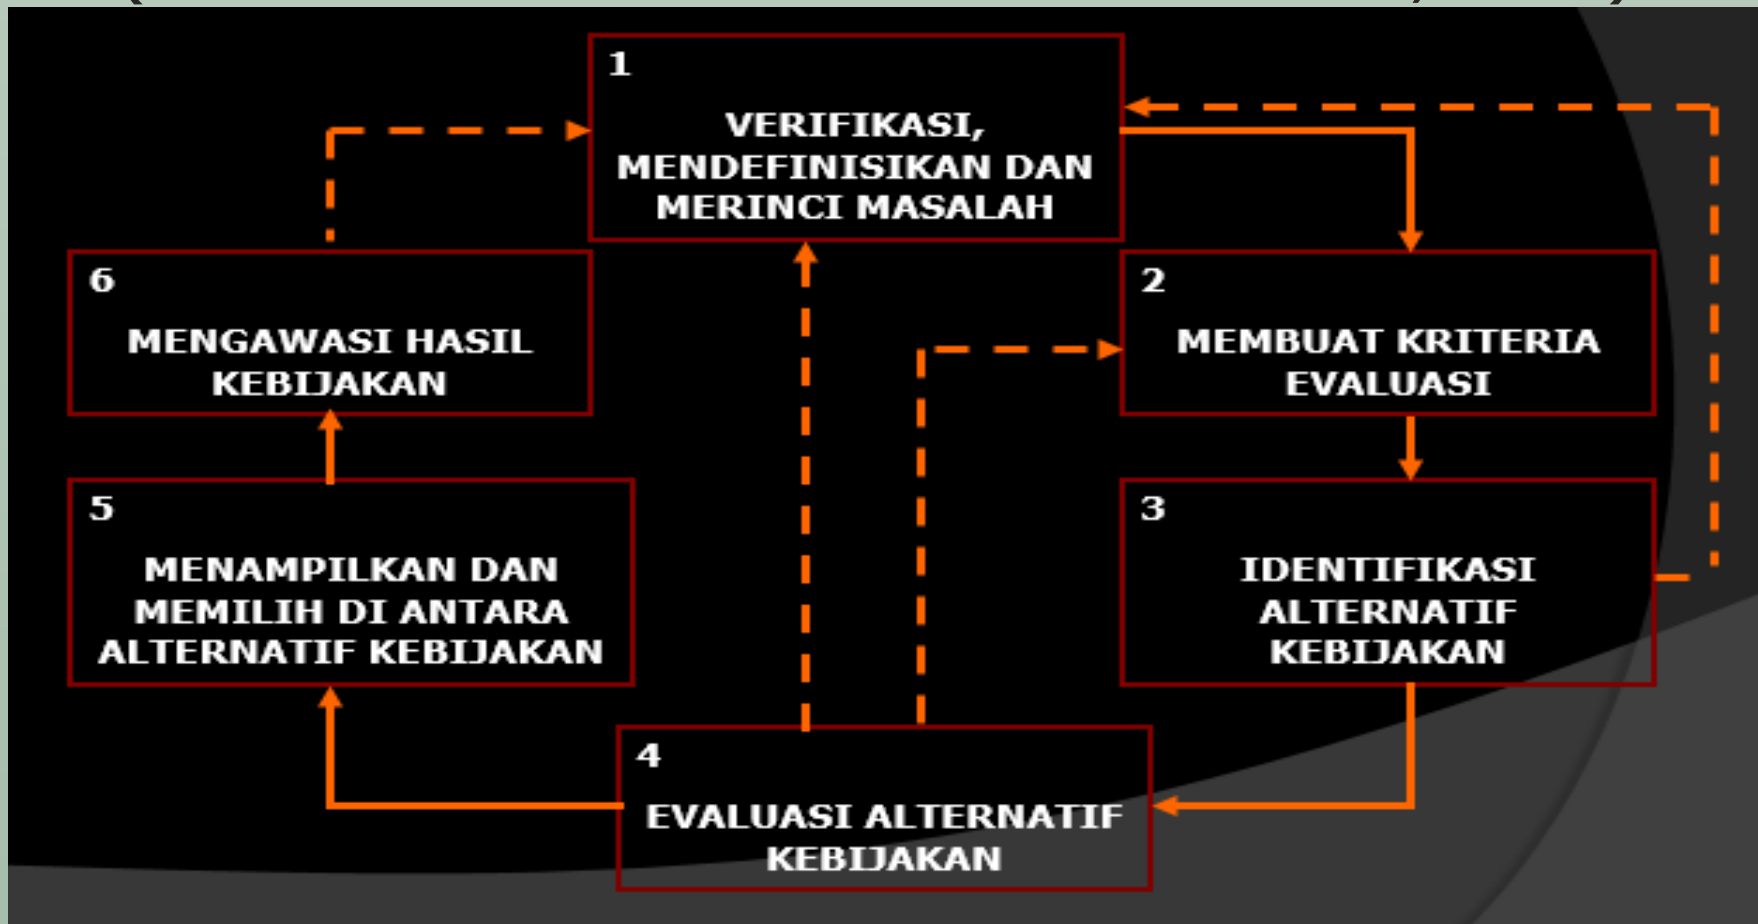 1
VERIFIKASI,
MENDEFINISIKAN DAN
MERINCI MASALAH
2
MEMBUAT KRITERIA
EVALUASI
3
IDENTIFIKASI
ALTERNATIF
KEBIJAKAN
4
EVALUASI ALTERNATIF
KEBIJAKAN
5
MENAMPILKAN DAN
MEMILIH DI ANTARA
ALTERNATIF KEBIJAKAN
6
MENGAWASI HASIL
KEBIJAKAN